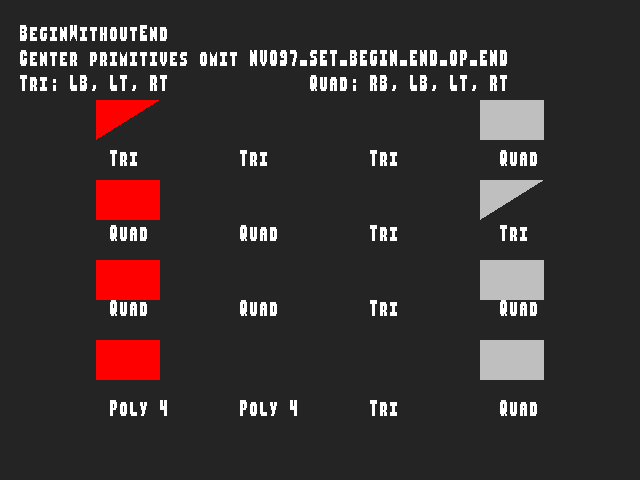 BeginWithoutEnd
Center primitives omit NV097_SET_BEGIN_END_OP_END
Tri: LB, LT, RT Quad: RB, LB, LT, RT
Tri Tri Tri Quad
Quad Quad Tri Tri
Quad Quad Tri Quad
Poly 4 Poly 4 Tri Quad